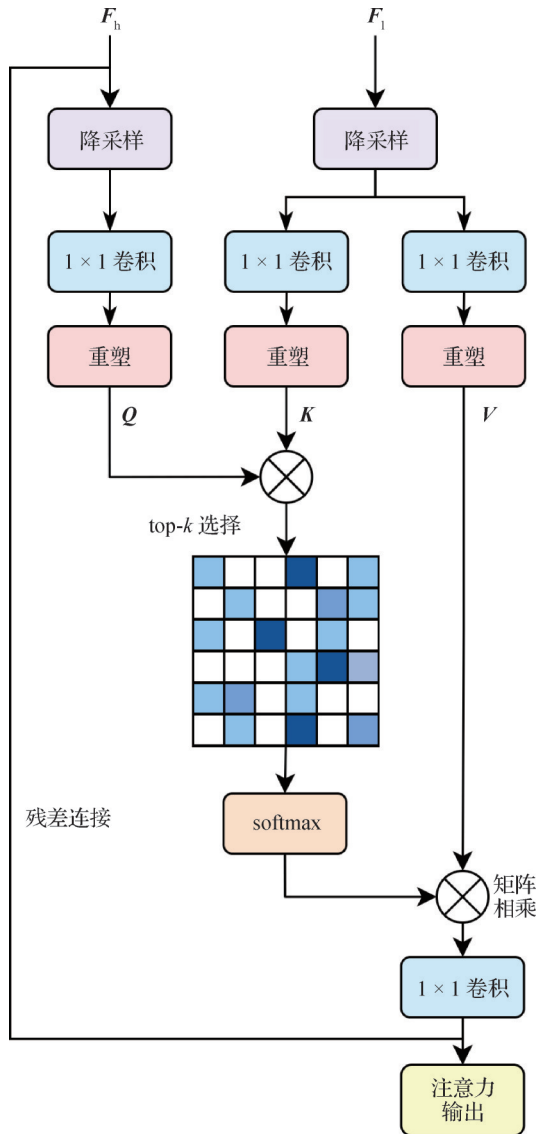 F_h
F_l
降采样
降采样
1 × 1 卷积
1 × 1 卷积
1 × 1 卷积
重塑
重塑
重塑
Q
K
V
top-k 选择
残差连接
softmax
矩阵
相乘
1 × 1 卷积
注意力
输出